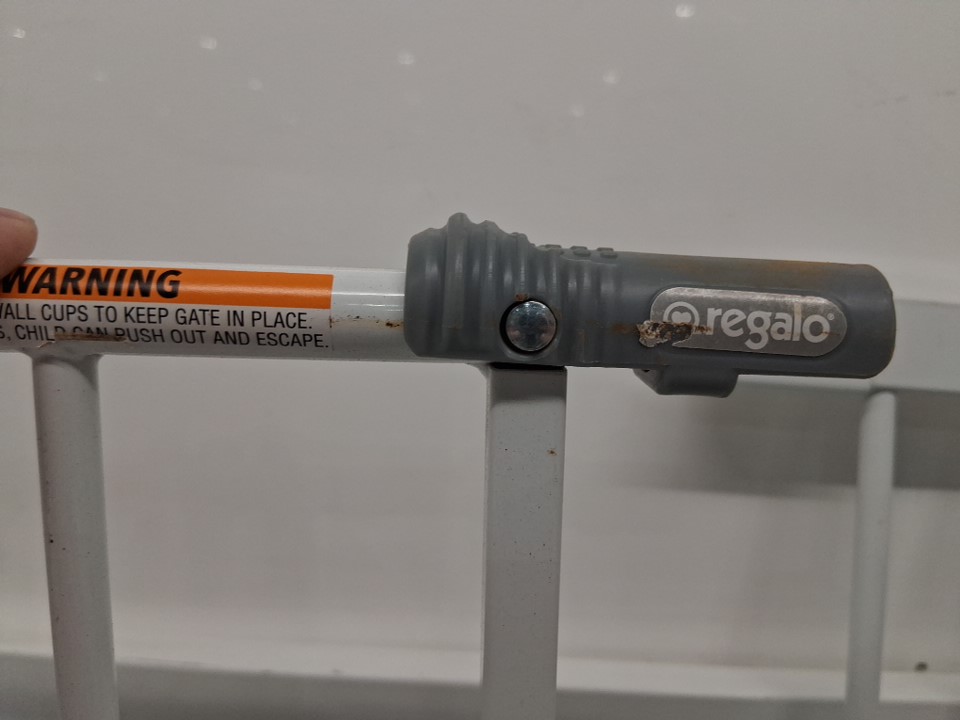 WARNING
WALL CUPS TO KEEP GATE IN PLACE.
S, CHILD CAN PUSH OUT AND ESCAPE.
regalo